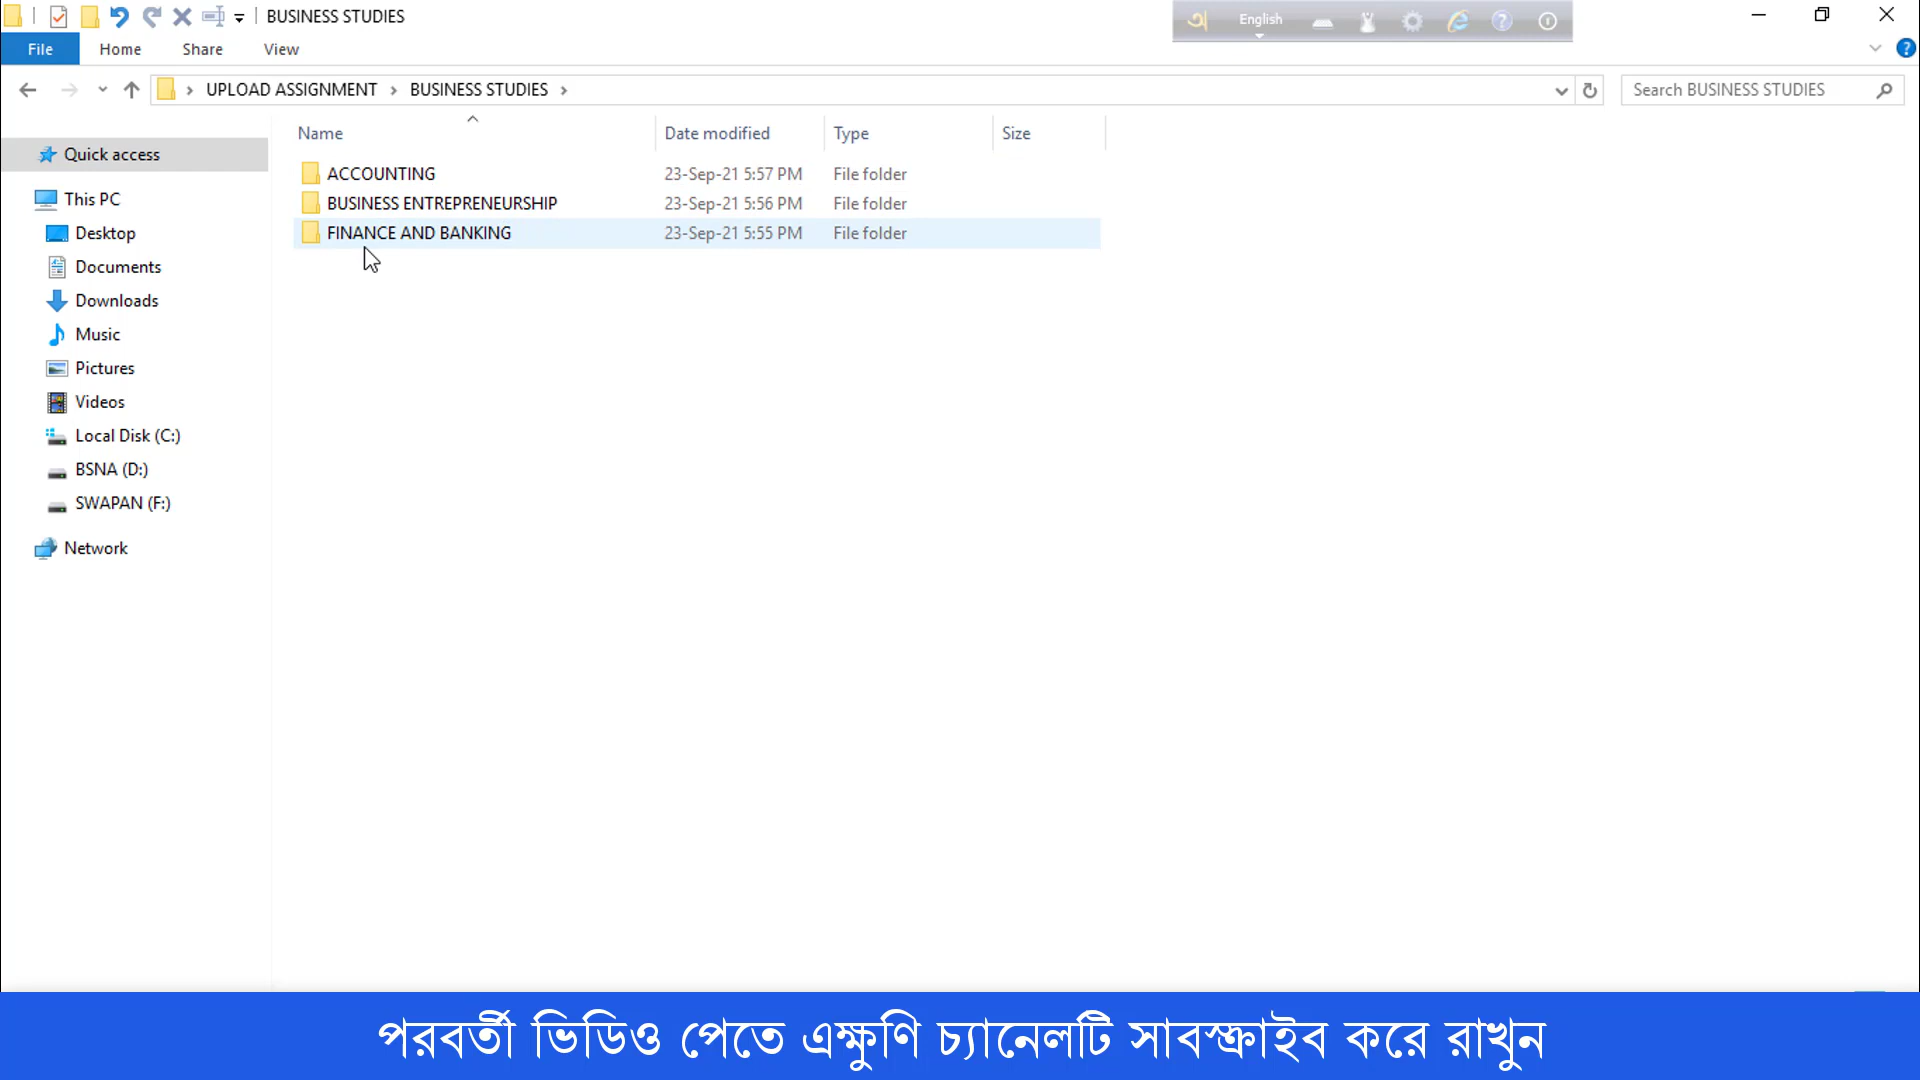 BUSINESS STUDIES
English
File Home Share View
UPLOAD ASSIGNMENT › BUSINESS STUDIES ›
Search BUSINESS STUDIES
Name Date modified Type Size
Quick access
This PC
Desktop
Documents
Downloads
Music
Pictures
Videos
Local Disk (C:)
BSNA (D:)
SWAPAN (F:)
Network
ACCOUNTING 23-Sep-21 5:57 PM File folder
BUSINESS ENTREPRENEURSHIP 23-Sep-21 5:56 PM File folder
FINANCE AND BANKING 23-Sep-21 5:55 PM File folder
পরবর্তী ভিডিও পেতে এক্ষুণি চ্যানেলটি সাবস্ক্রাইব করে রাখুন